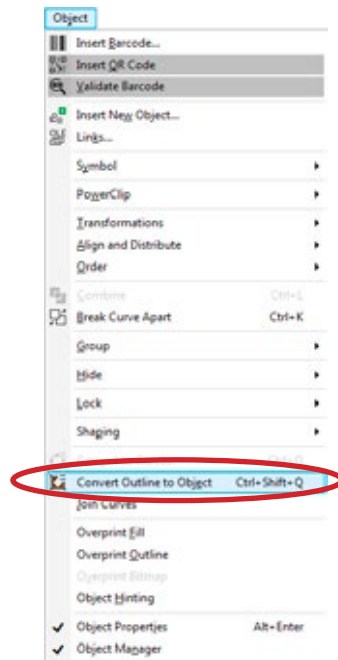 Object
Insert Barcode...
Insert QR Code
Validate Barcode
Insert New Object...
Links...
Symbol
PowerClip
Transformations
Align and Distribute
Order
Combine Ctrl+L
Break Curve Apart Ctrl+K
Group
Hide
Lock
Shaping
Convert Outline to Object Ctrl+Shift+Q
Join Curves
Overprint Fill
Overprint Outline
Overprint Bitmap
Object Hinting
Object Properties Alt+Enter
Object Manager